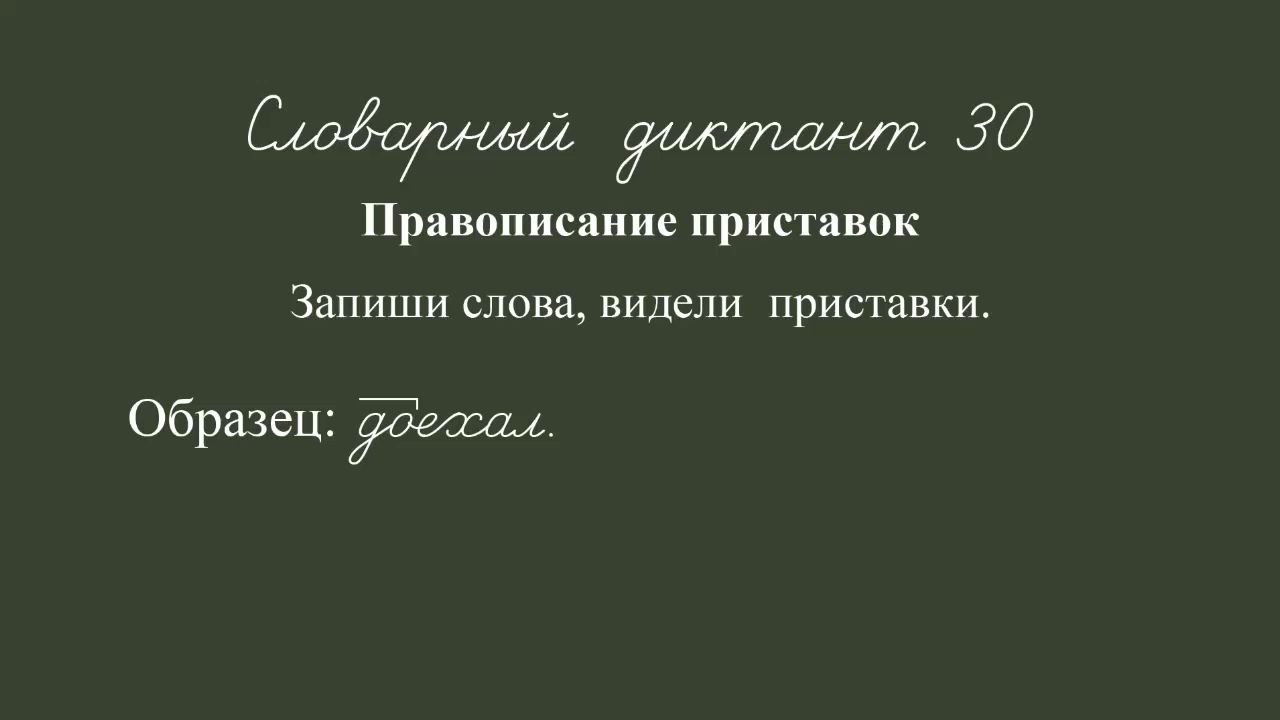 Словарный диктант 30
Правописание приставок
Запиши слова, видели приставки.
Образец: доехал.